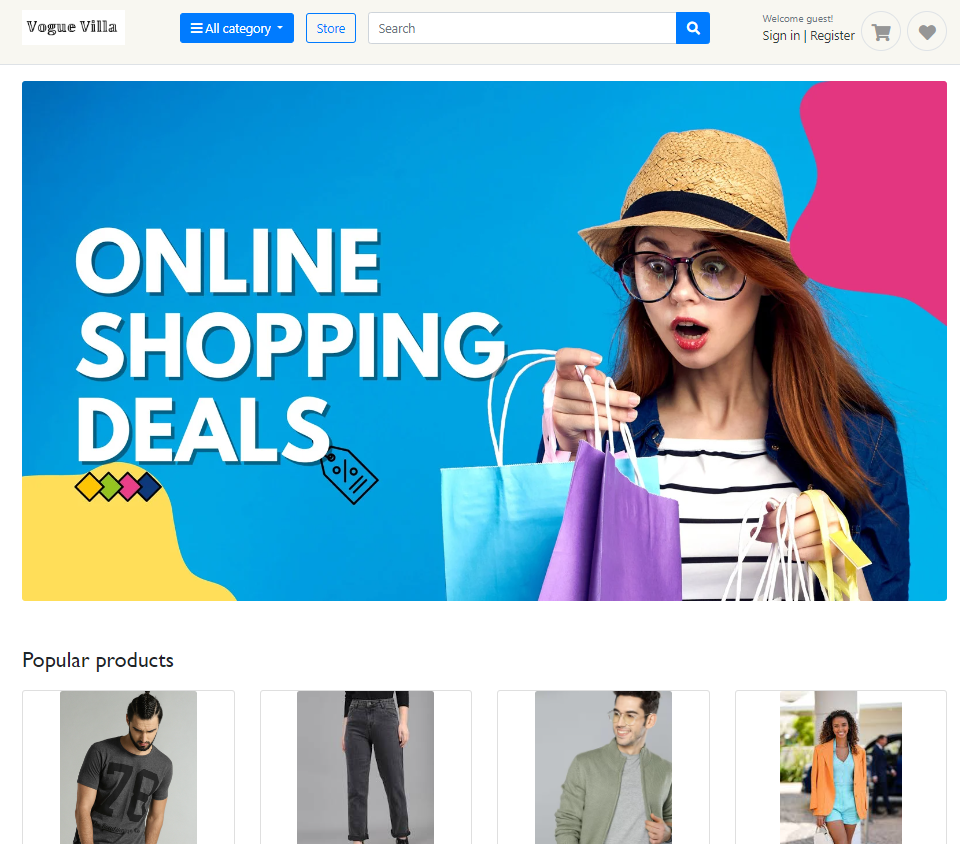 Vogue Villa
All category
Store
Search
Welcome guest!
Sign in | Register
ONLINE
SHOPPING
DEALS
%
Popular products
78